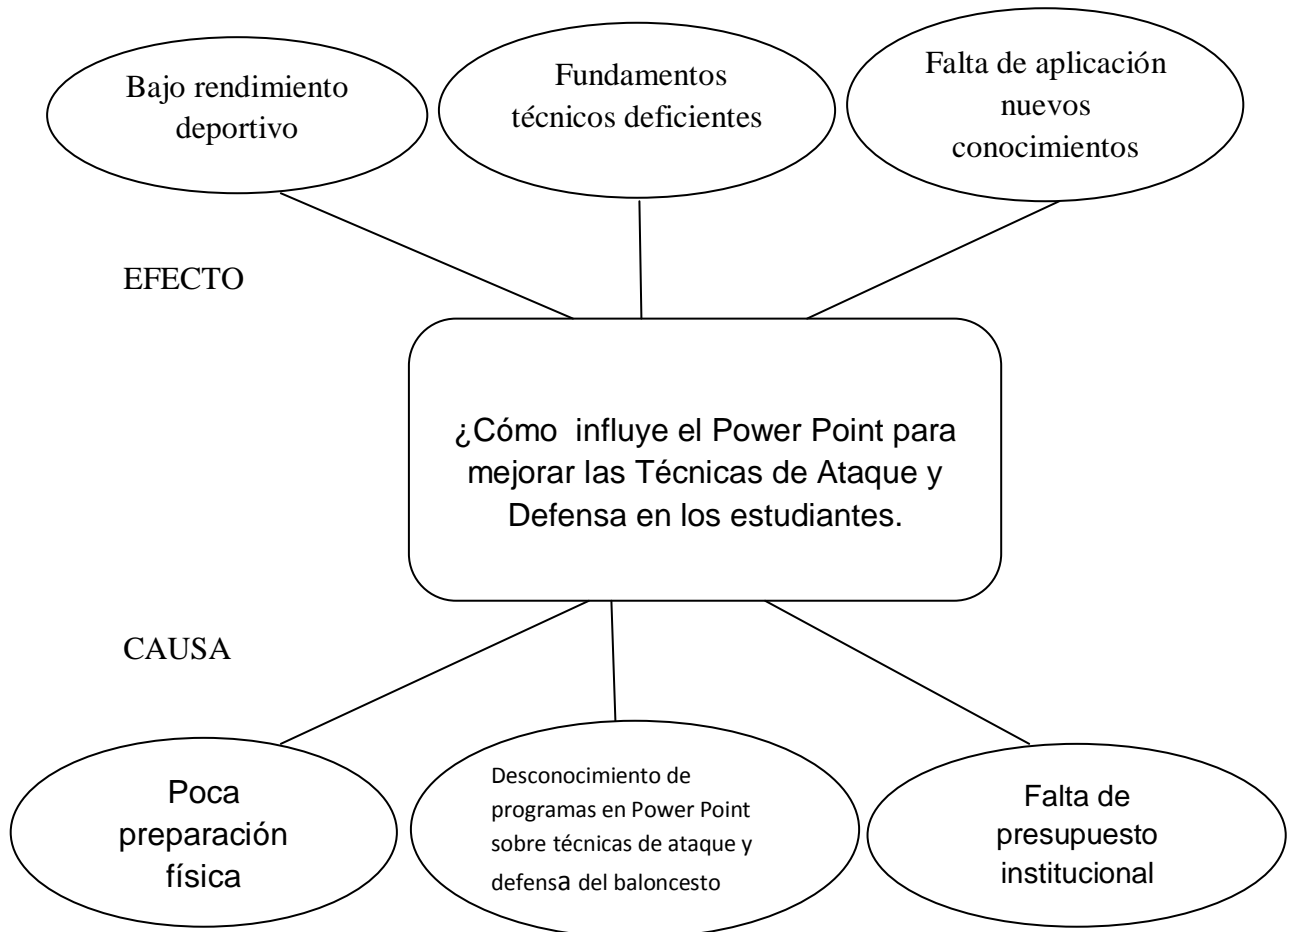 Bajo rendimiento
deportivo
Fundamentos
técnicos deficientes
Falta de aplicación
nuevos
conocimientos
EFECTO
¿Cómo  influye el Power Point para
mejorar las Técnicas de Ataque y
Defensa en los estudiantes.
CAUSA
Poca
preparación
física
Desconocimiento de
programas en Power Point
sobre técnicas de ataque y
defensa del baloncesto
Falta de
presupuesto
institucional